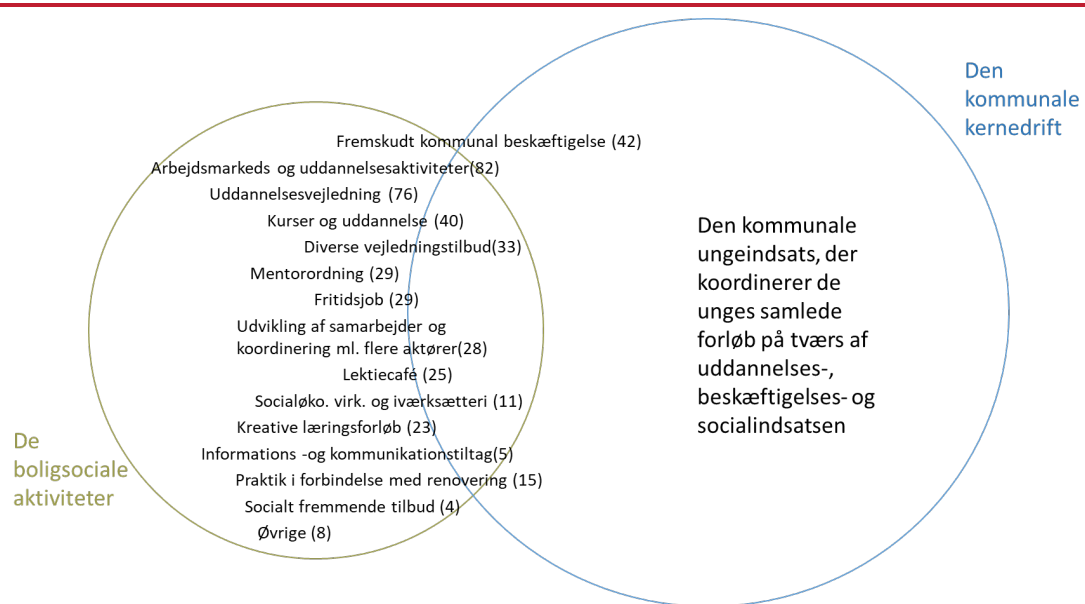 Den
kommunale
kernedrift
Fremskudt kommunal beskæftigelse (42)
Arbejdsmarkeds og uddannelsesaktiviteter(82)
Uddannelsesvejledning (76)
Kurser og uddannelse (40)
Diverse vejledningstilbud(33)
Mentorordning (29)
Fritidsjob (29)
Udvikling af samarbejder og
koordinering ml. flere aktører(28)
Lektiecafé (25)
Socialøko. virk. og iværksætteri (11)
Kreative læringsforløb (23)
Informations -og kommunikationstiltag(5)
Praktik i forbindelse med renovering (15)
Socialt fremmende tilbud (4)
Øvrige (8)
Den kommunale
ungeindsats, der
koordinerer de
unges samlede
forløb på tværs af
uddannelses-,
beskæftigelses- og
socialindsatsen
De
boligsociale
aktiviteter